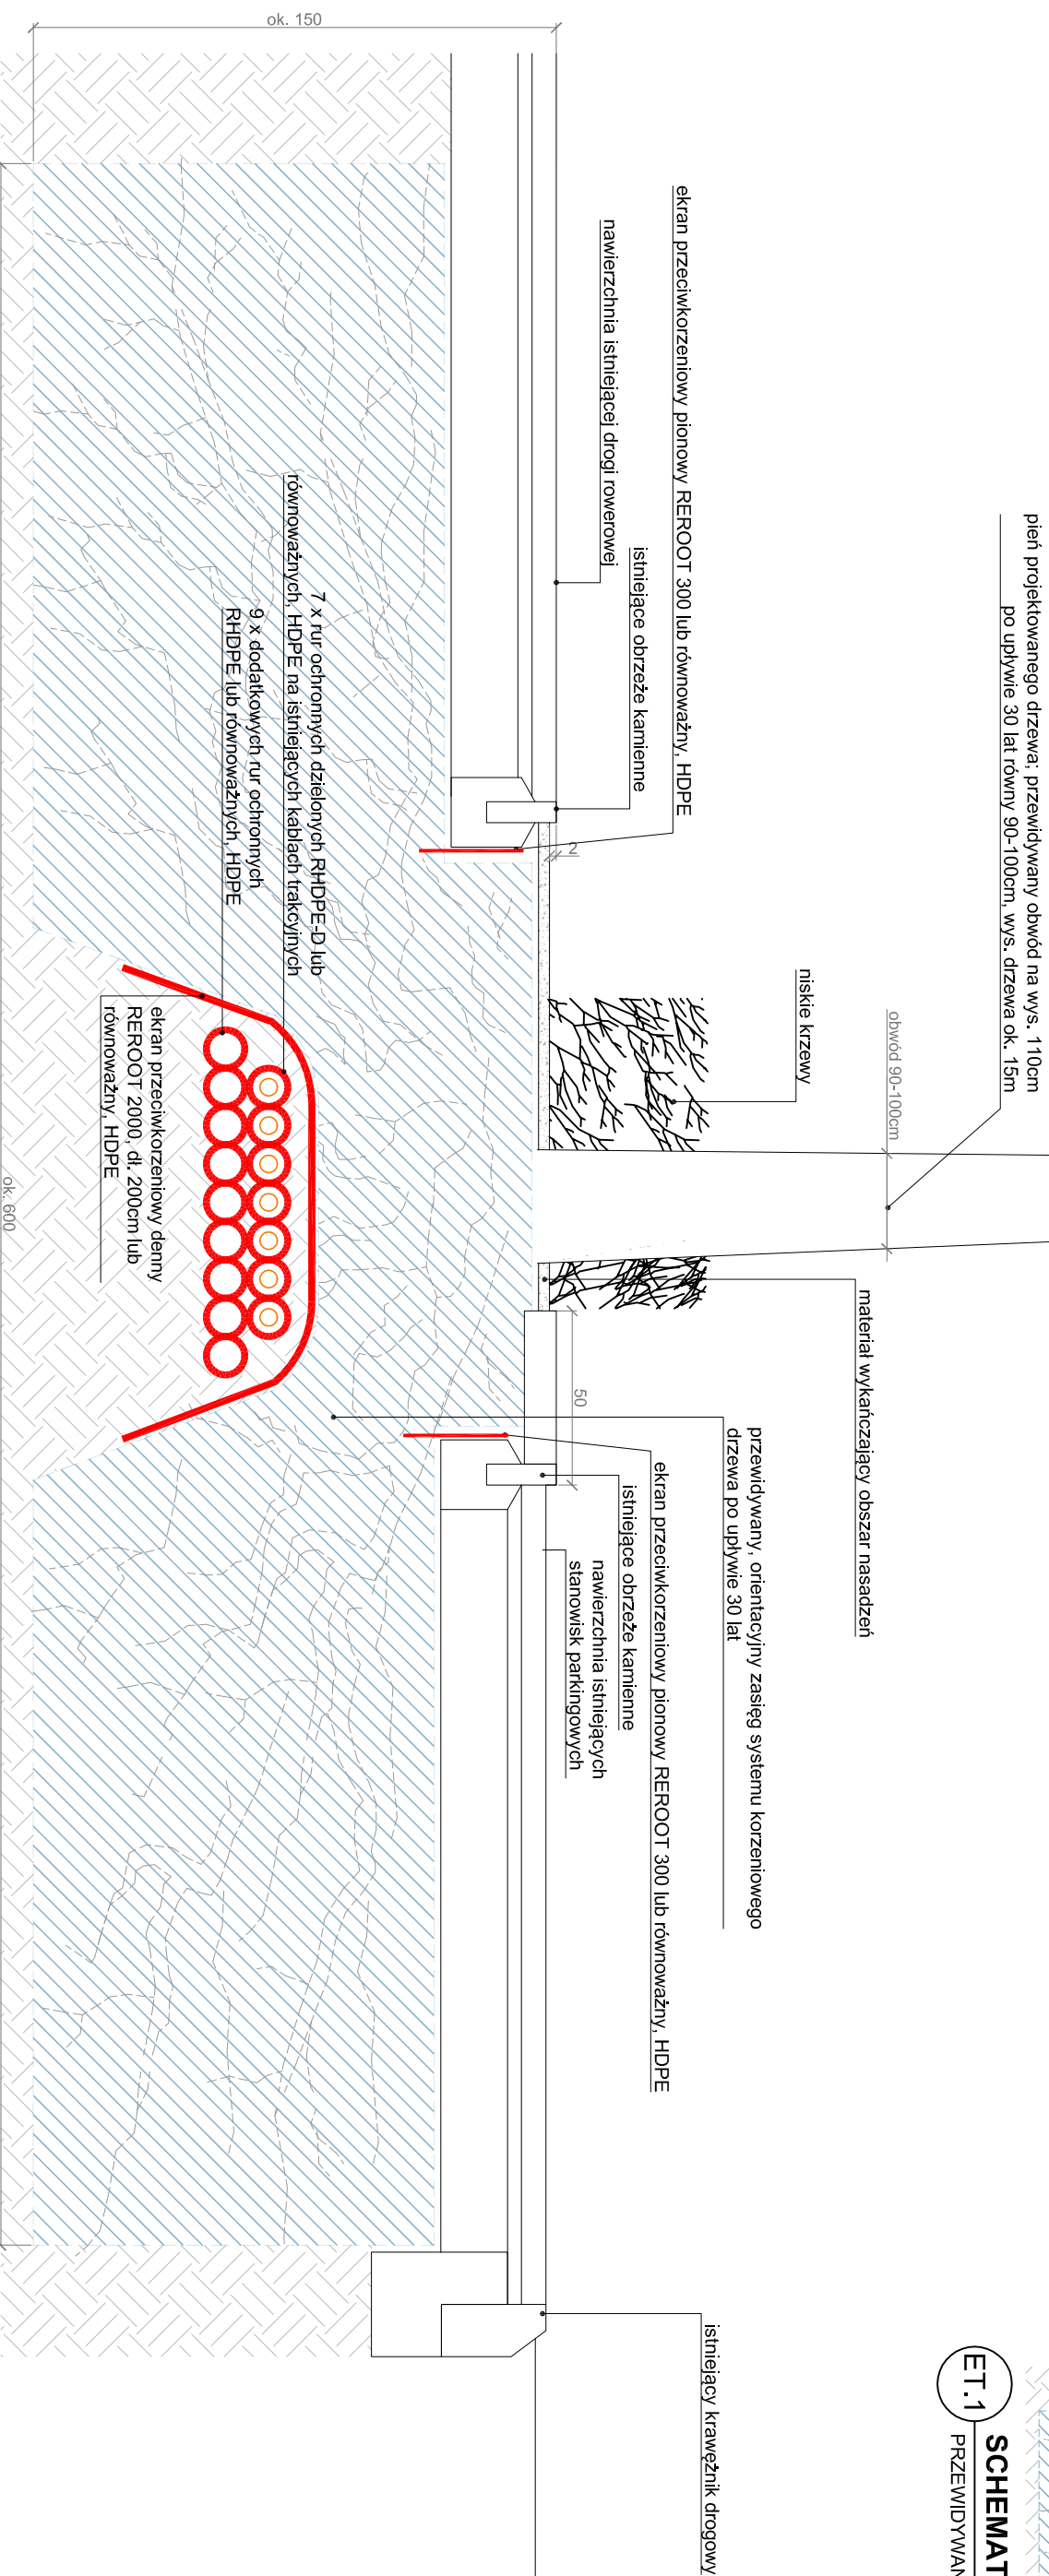 pień projektowanego drzewa; przewidywany obwód na wys. 110cm
po upływie 30 lat równy 90-100cm, wys. drzewa ok. 15m
obwód 90-100cm
niskie krzewy
materiał wykańczający obszar nasadzeń
ekran przeciwkorzeniowy pionowy REROOT 300 lub równoważny, HDPE
istniejące obrzeże kamienne
nawierzchnia istniejącej drogi rowerowej
przewidywany, orientacyjny zasięg systemu korzeniowego
drzewa po upływie 30 lat
ekran przeciwkorzeniowy pionowy REROOT 300 lub równoważny, HDPE
istniejące obrzeże kamienne
nawierzchnia istniejących
stanowisk parkingowych
istniejący krawężnik drogowy
2
50
ok. 150
7 x rur ochronnych dzielonych RHDPE-D lub
równoważnych, HDPE na istniejących kablach trakcyjnych
9 x dodatkowych rur ochronnych
RHDPE lub równoważnych, HDPE
ekran przeciwkorzeniowy denny
REROOT 2000, dł. 200cm lub
równoważny, HDPE
ok. 600
ET.1
SCHEMAT
PRZEWIDYWAN